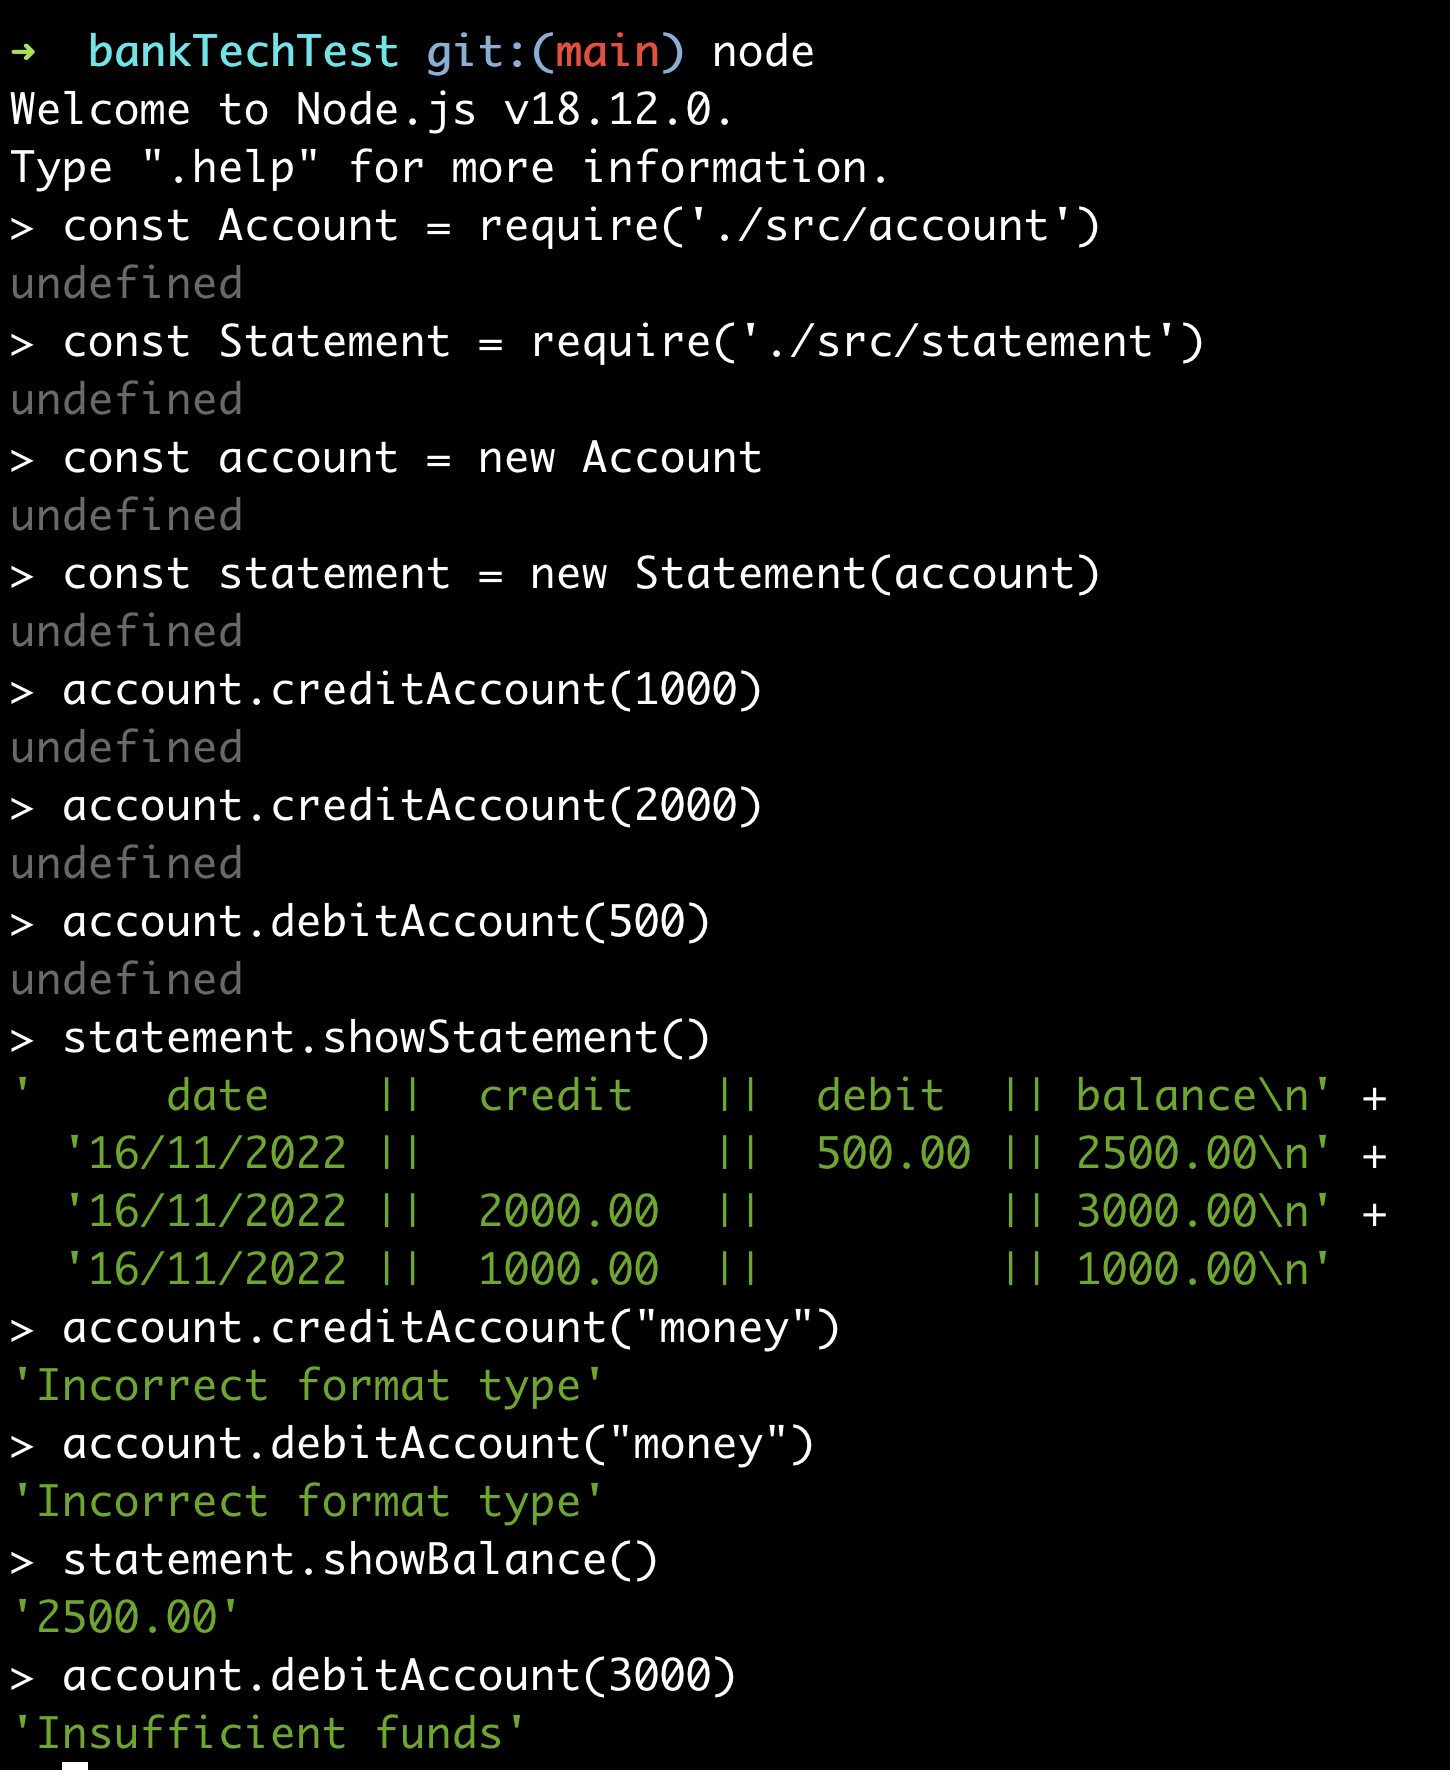 ➜  bankTechTest git:(main) node
Welcome to Node.js v18.12.0.
Type ".help" for more information.
> const Account = require('./src/account')
undefined
> const Statement = require('./src/statement')
undefined
> const account = new Account
undefined
> const statement = new Statement(account)
undefined
> account.creditAccount(1000)
undefined
> account.creditAccount(2000)
undefined
> account.debitAccount(500)
undefined
> statement.showStatement()
'     date    ||  credit   ||  debit  || balance\n' +
  '16/11/2022 ||           ||  500.00 || 2500.00\n' +
  '16/11/2022 ||  2000.00  ||         || 3000.00\n' +
  '16/11/2022 ||  1000.00  ||         || 1000.00\n'
> account.creditAccount("money")
'Incorrect format type'
> account.debitAccount("money")
'Incorrect format type'
> statement.showBalance()
'2500.00'
> account.debitAccount(3000)
'Insufficient funds'